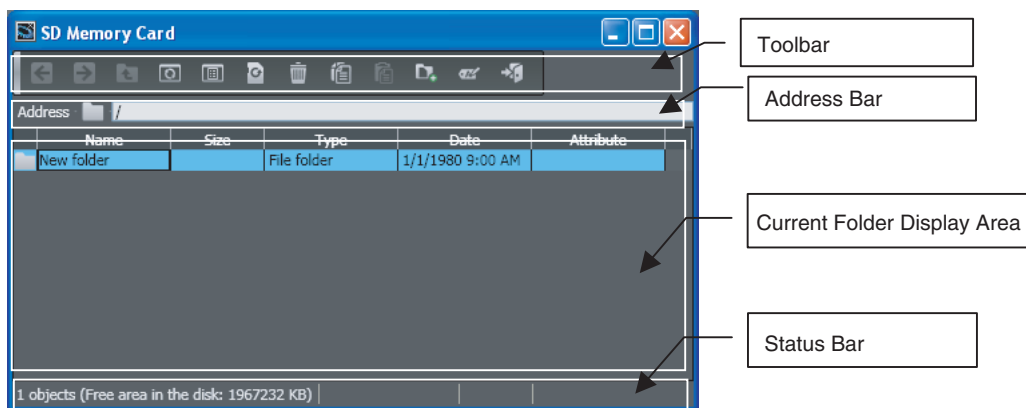 SD Memory Card
Toolbar
Address /
Address Bar
Name Size Type Date Attribute
New folder File folder 1/1/1980 9:00 AM
Current Folder Display Area
Status Bar
1 objects (Free area in the disk: 1967232 KB)